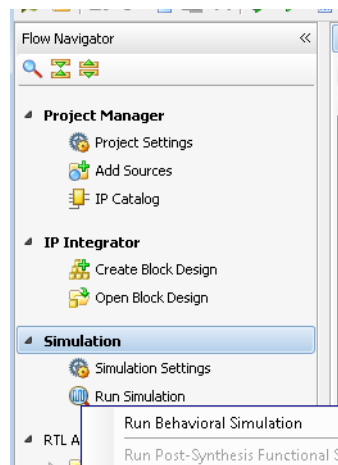 Flow Navigator
Project Manager
Project Settings
Add Sources
IP Catalog
IP Integrator
Create Block Design
Open Block Design
Simulation
Simulation Settings
Run Simulation
Run Behavioral Simulation
RTL A
Run Post-Synthesis Functional S